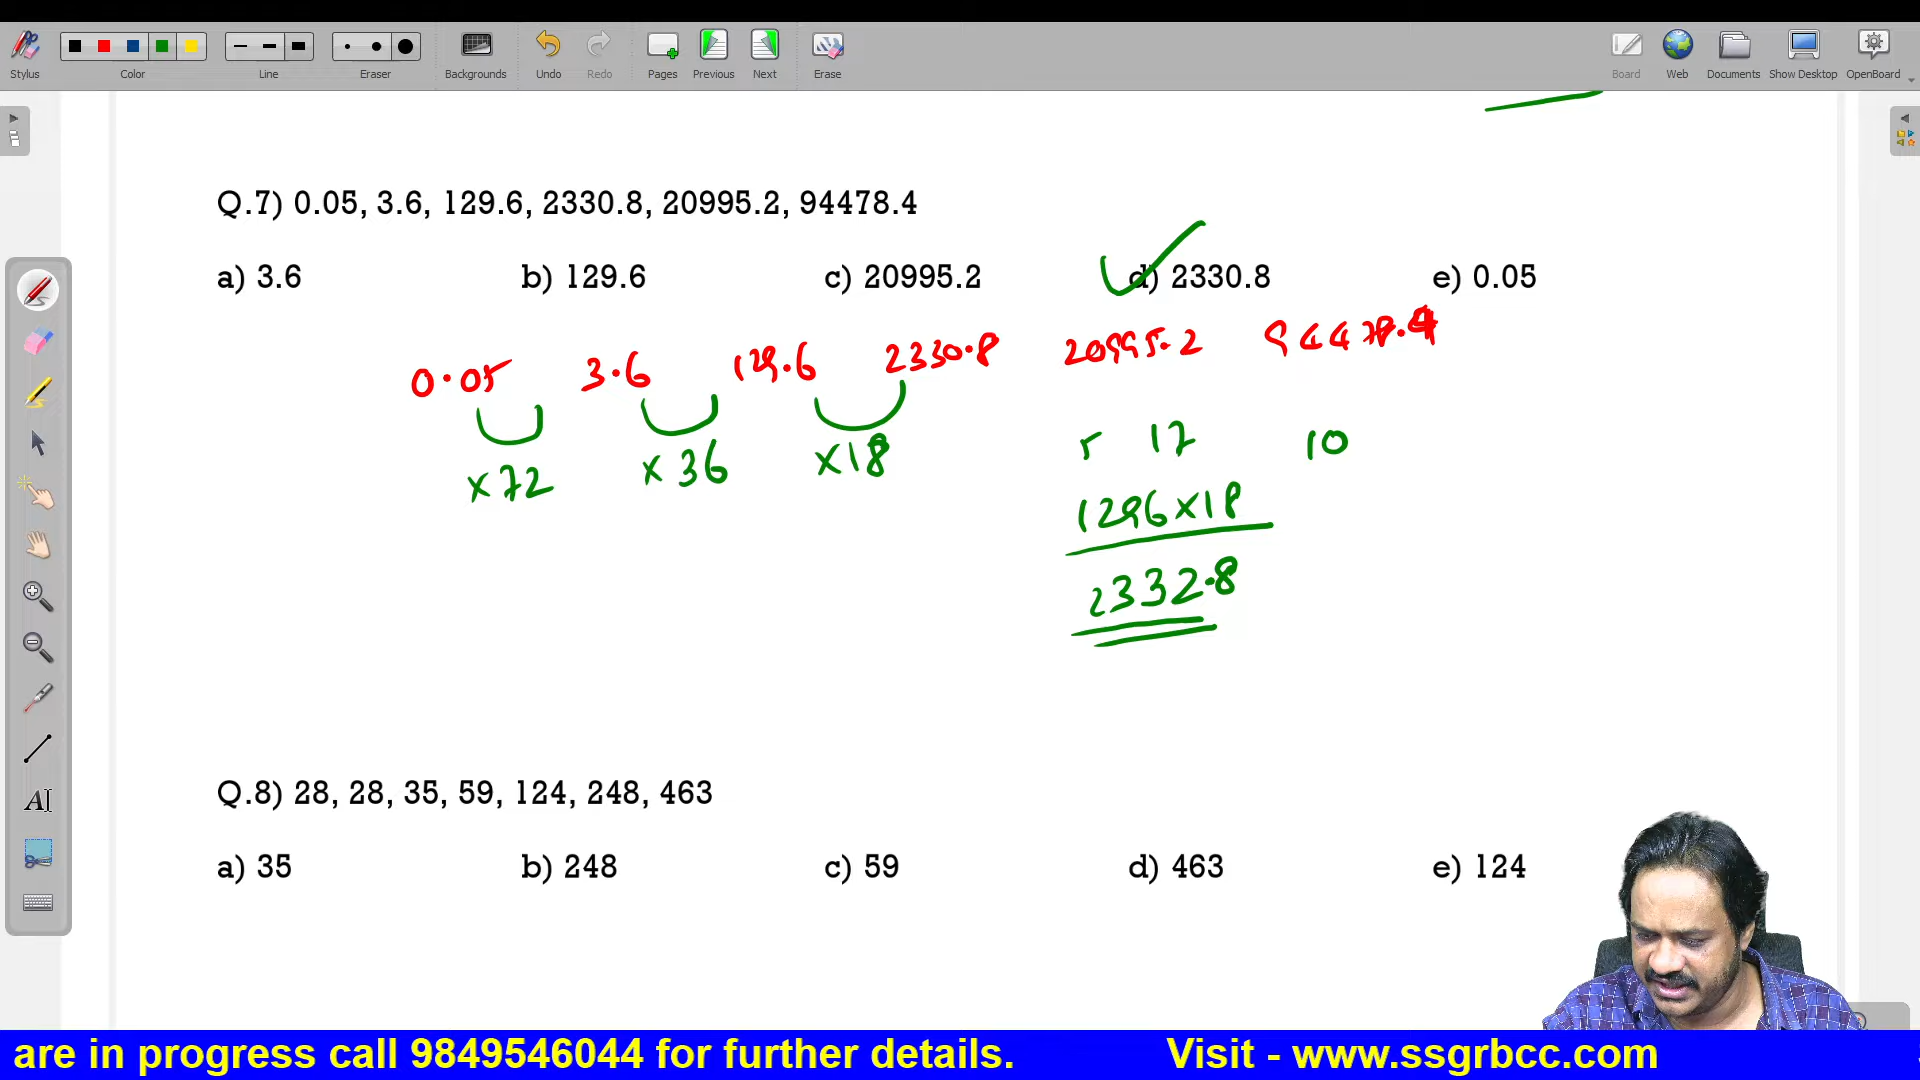 Stylus Color Line Eraser Backgrounds Undo Redo Pages Previous Next Erase Board Web Documents Show Desktop OpenBoard
Q.7) 0.05, 3.6, 129.6, 2330.8, 20995.2, 94478.4
a) 3.6 b) 129.6 c) 20995.2 d) 2330.8 e) 0.05
0.05 3.6 129.6 2330.8 20995.2 94478.4
×72 ×36 ×18
5 17 10
1296×18
2332.8
Q.8) 28, 28, 35, 59, 124, 248, 463
a) 35 b) 248 c) 59 d) 463 e) 124
are in progress call 9849546044 for further details. Visit - www.ssgrbcc.com